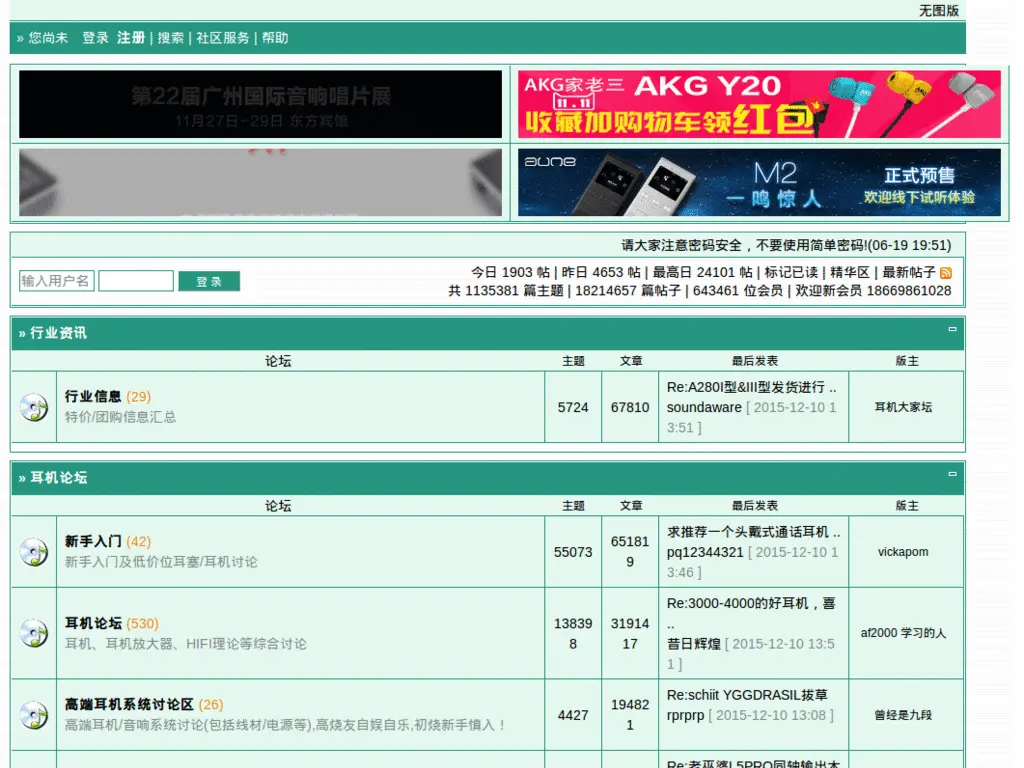 无图版
» 您尚未 登录 注册 | 搜索 | 社区服务 | 帮助
第22届广州国际音响唱片展
11月27日-29日 东方宾馆
AKG家老三 AKG Y20
11.11
收藏加购物车领红包
aune
M2
一鸣惊人
正式预售
欢迎线下试听体验
请大家注意密码安全，不要使用简单密码!(06-19 19:51)
输入用户名
登 录
今日 1903 帖 | 昨日 4653 帖 | 最高日 24101 帖 | 标记已读 | 精华区 | 最新帖子
共 1135381 篇主题 | 18214657 篇帖子 | 643461 位会员 | 欢迎新会员 18669861028
» 行业资讯
论坛 主题 文章 最后发表 版主
行业信息 (29)
特价/团购信息汇总
5724
67810
Re:A280I型&III型发货进行 ..
soundaware [ 2015-12-10 1
3:51 ]
耳机大家坛
» 耳机论坛
论坛 主题 文章 最后发表 版主
新手入门 (42)
新手入门及低价位耳塞/耳机讨论
55073
65181
9
求推荐一个头戴式通话耳机 ..
pq12344321 [ 2015-12-10 1
3:46 ]
vickapom
耳机论坛 (530)
耳机、耳机放大器、HIFI理论等综合讨论
13839
8
31914
17
Re:3000-4000的好耳机，喜
..
昔日辉煌 [ 2015-12-10 13:5
1 ]
af2000 学习的人
高端耳机系统讨论区 (26)
高端耳机/音响系统讨论(包括线材/电源等),高烧友自娱自乐,初烧新手慎入！
4427
19482
1
Re:schiit YGGDRASIL拔草
rprprp [ 2015-12-10 13:08 ]
曾经是九段
Re:老巫婆L5PRO同轴输出木